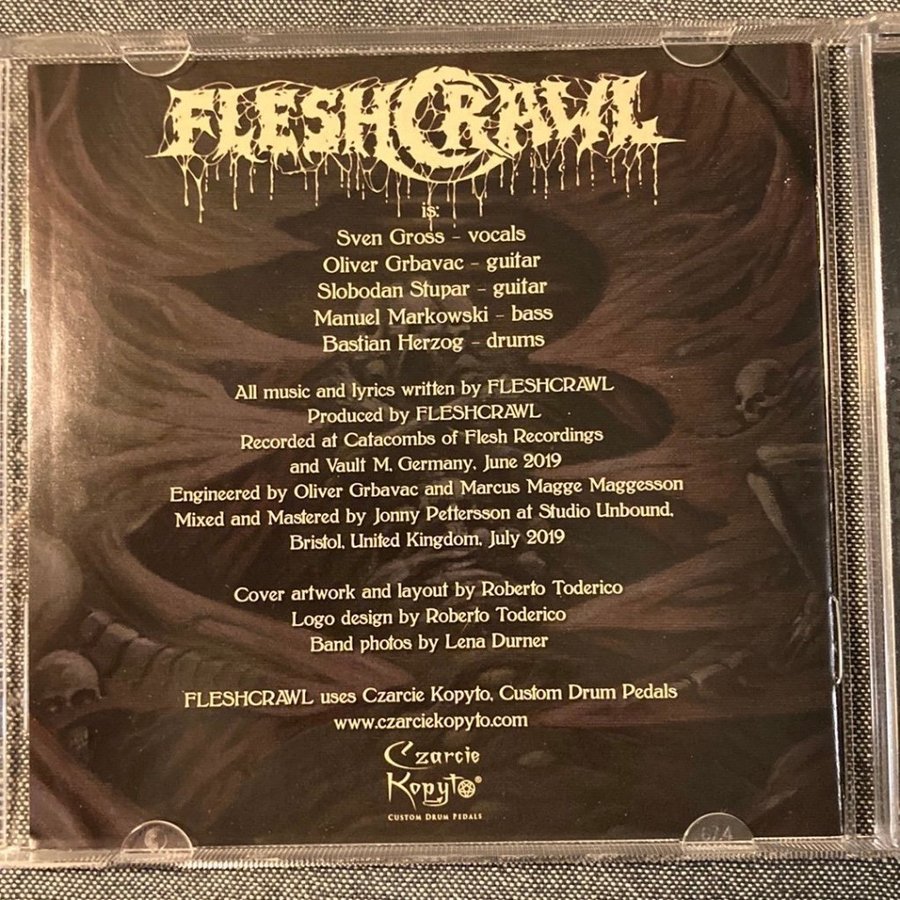 FLESHCRAWL
is:
Sven Gross - vocals
Oliver Grbavac - guitar
Slobodan Stupar - guitar
Manuel Markowski - bass
Bastian Herzog - drums
All music and lyrics written by FLESHCRAWL
Produced by FLESHCRAWL
Recorded at Catacombs of Flesh Recordings
and Vault M, Germany, June 2019
Engineered by Oliver Grbavac and Marcus Magge Maggesson
Mixed and Mastered by Jonny Pettersson at Studio Unbound,
Bristol, United Kingdom, July 2019
Cover artwork and layout by Roberto Toderico
Logo design by Roberto Toderico
Band photos by Lena Durner
FLESHCRAWL uses Czarcie Kopyto, Custom Drum Pedals
www.czarciekopyto.com
Czarcie
Kopyto®
CUSTOM DRUM PEDALS